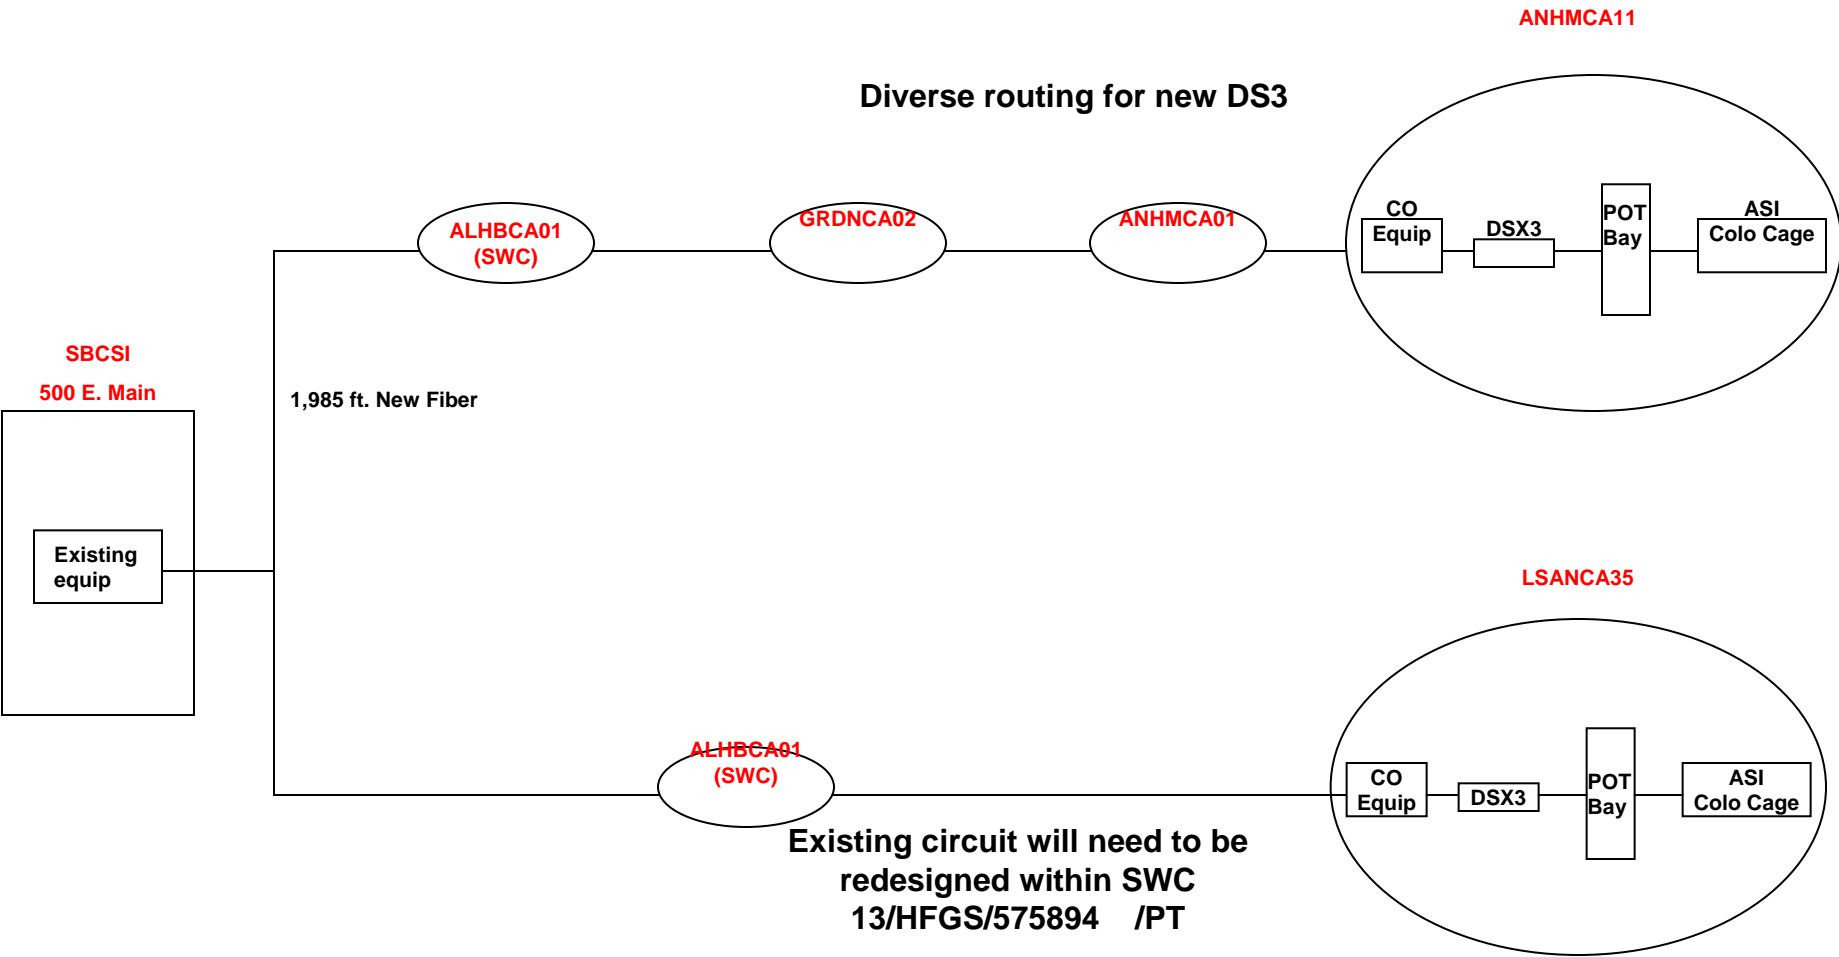 ANHMCA11
Diverse routing for new DS3
ALHBCA01
(SWC)
GRDNCA02
ANHMCA01
CO
Equip
DSX3
POT
Bay
ASI
Colo Cage
SBCSI
500 E. Main
1,985 ft. New Fiber
Existing
equip
LSANCA35
ALHBCA01
(SWC)
CO
Equip
DSX3
POT
Bay
ASI
Colo Cage
Existing circuit will need to be
redesigned within SWC
13/HFGS/575894    /PT